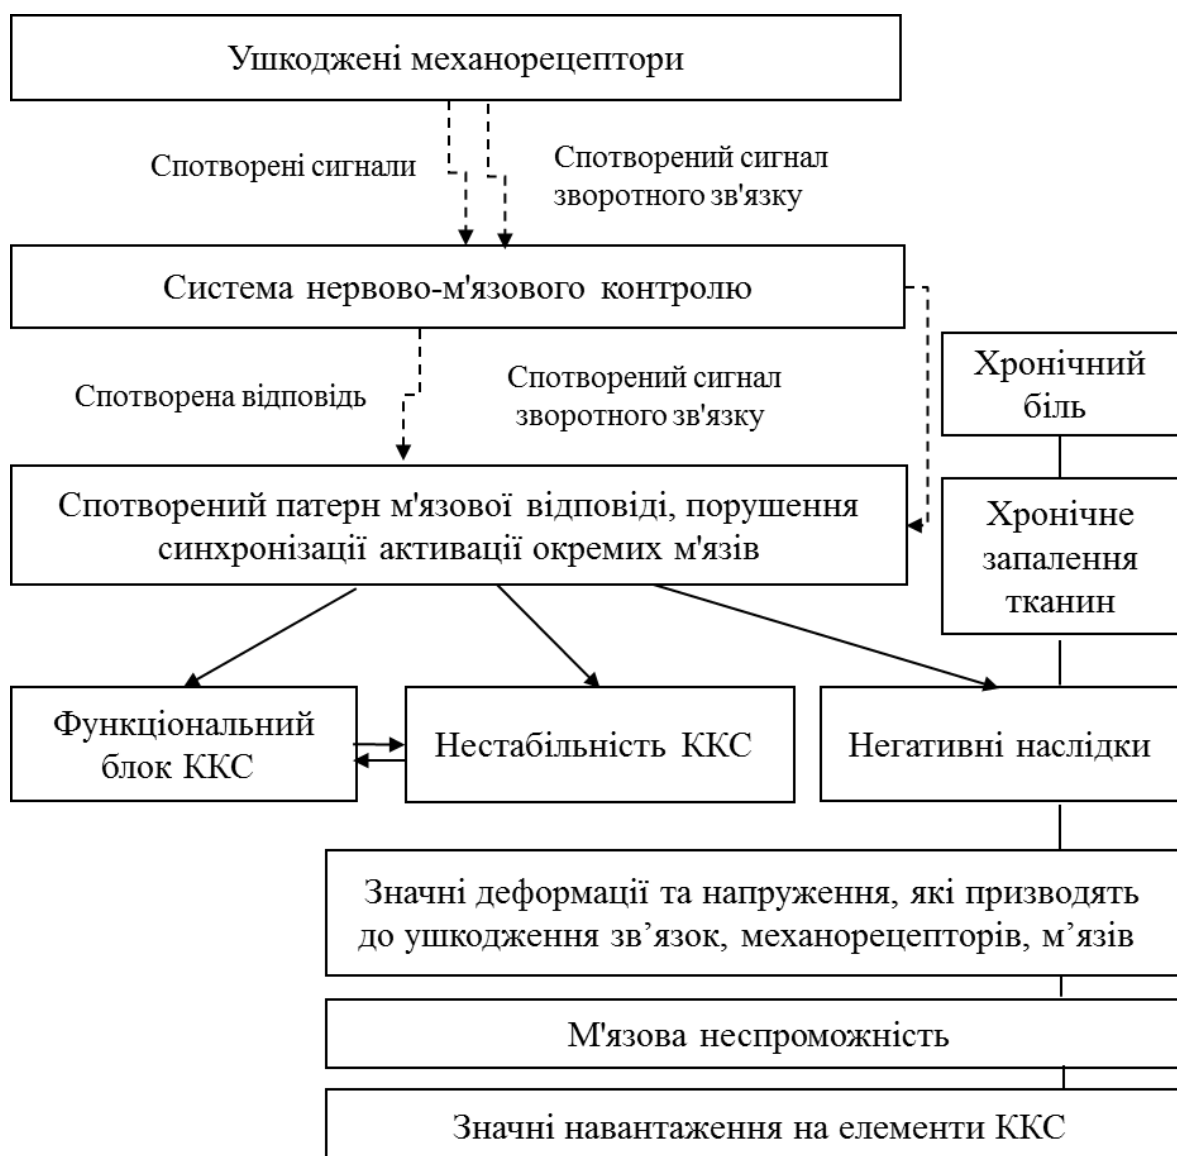 Ушкоджені механорецептори
Спотворені сигнали
Спотворений сигнал
зворотного зв'язку
Система нервово-м'язового контролю
Спотворена відповідь
Спотворений сигнал
зворотного зв'язку
Хронічний
біль
Спотворений патерн м'язової відповіді, порушення
синхронізації активації окремих м'язів
Хронічне
запалення
тканин
Функціональний
блок ККС
Нестабільність ККС
Негативні наслідки
Значні деформації та напруження, які призводять
до ушкодження зв’язок, механорецепторів, м’язів
М'язова неспроможність
Значні навантаження на елементи ККС